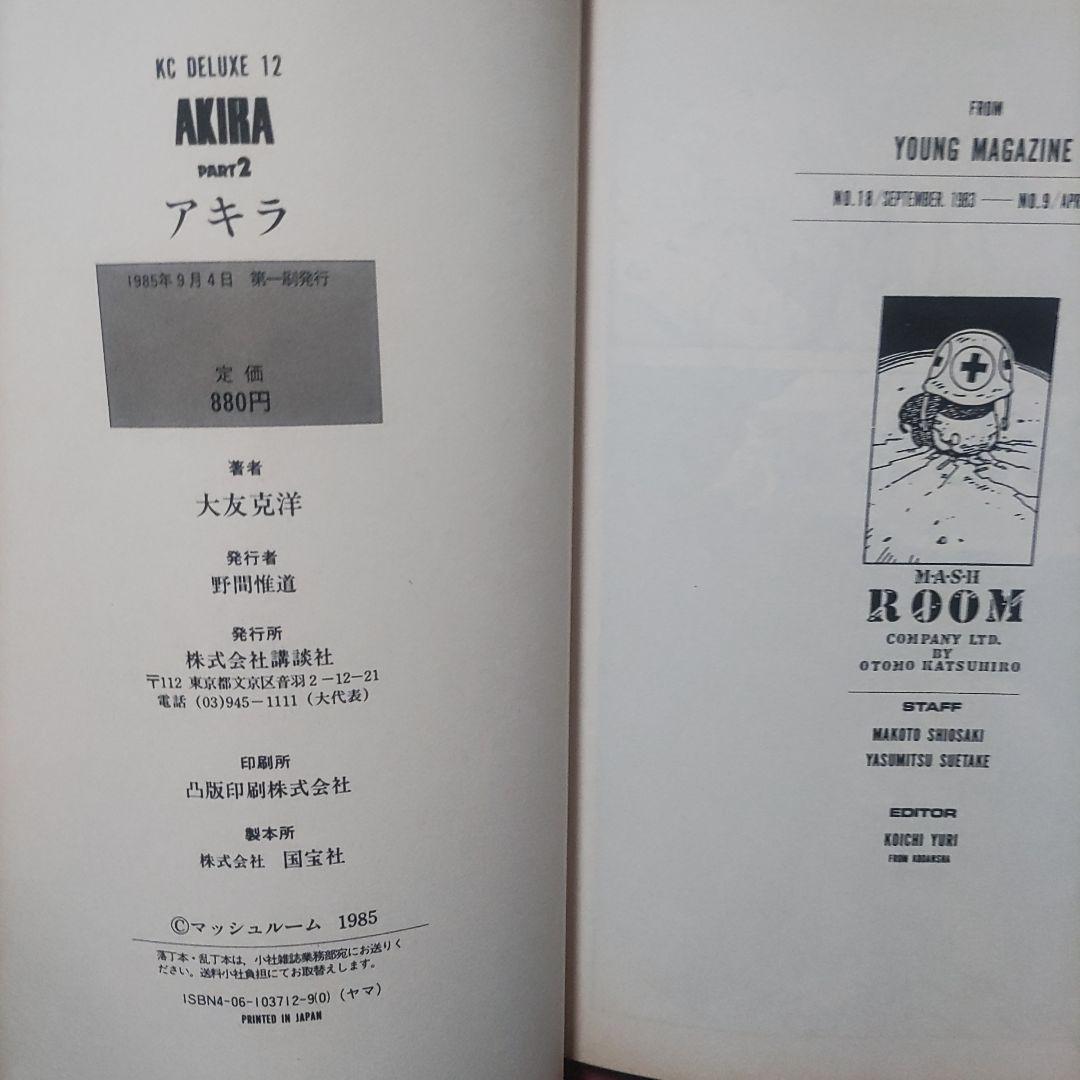 KC DELUXE 12
AKIRA
PART2
アキラ
1985年9月4日 第一刷発行
定価
880円
著者
大友克洋
発行者
野間惟道
発行所
株式会社講談社
〒112 東京都文京区音羽2-12-21
電話 (03)945-1111 (大代表)
印刷所
凸版印刷株式会社
製本所
株式会社 国宝社
©マッシュルーム 1985
落丁本・乱丁本は、小社雑誌業務部宛にお送りく
ださい。送料小社負担にてお取替えします。
ISBN4-06-103712-9(0) (ヤマ)
PRINTED IN JAPAN
FROM
YOUNG MAGAZINE
NO.18/SEPTEMBER. 1983 — NO.9/APR
M·A·S·H
ROOM
COMPANY LTD.
BY
OTOMO KATSUHIRO
STAFF
MAKOTO SHIOSAKI
YASUMITSU SUETAKE
EDITOR
KOICHI YURI
FROM KODANSHA